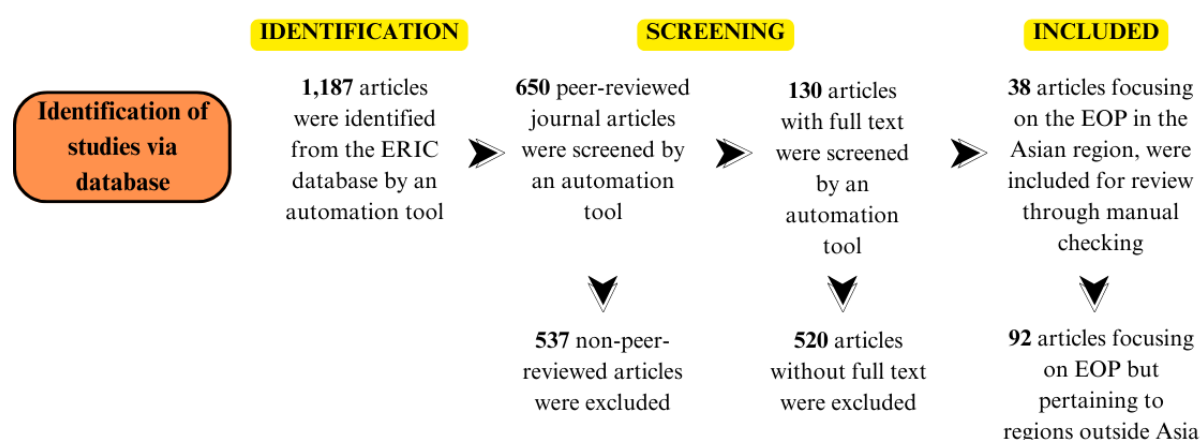 IDENTIFICATION
SCREENING
INCLUDED
Identification of
studies via
database
1,187 articles
were identified
from the ERIC
database by an
automation tool
650 peer-reviewed
journal articles
were screened by
an automation
tool
130 articles
with full text
were screened
by an
automation
tool
38 articles focusing
on the EOP in the
Asian region, were
included for review
through manual
checking
537 non-peer-
reviewed articles
were excluded
520 articles
without full text
were excluded
92 articles focusing
on EOP but
pertaining to
regions outside Asia